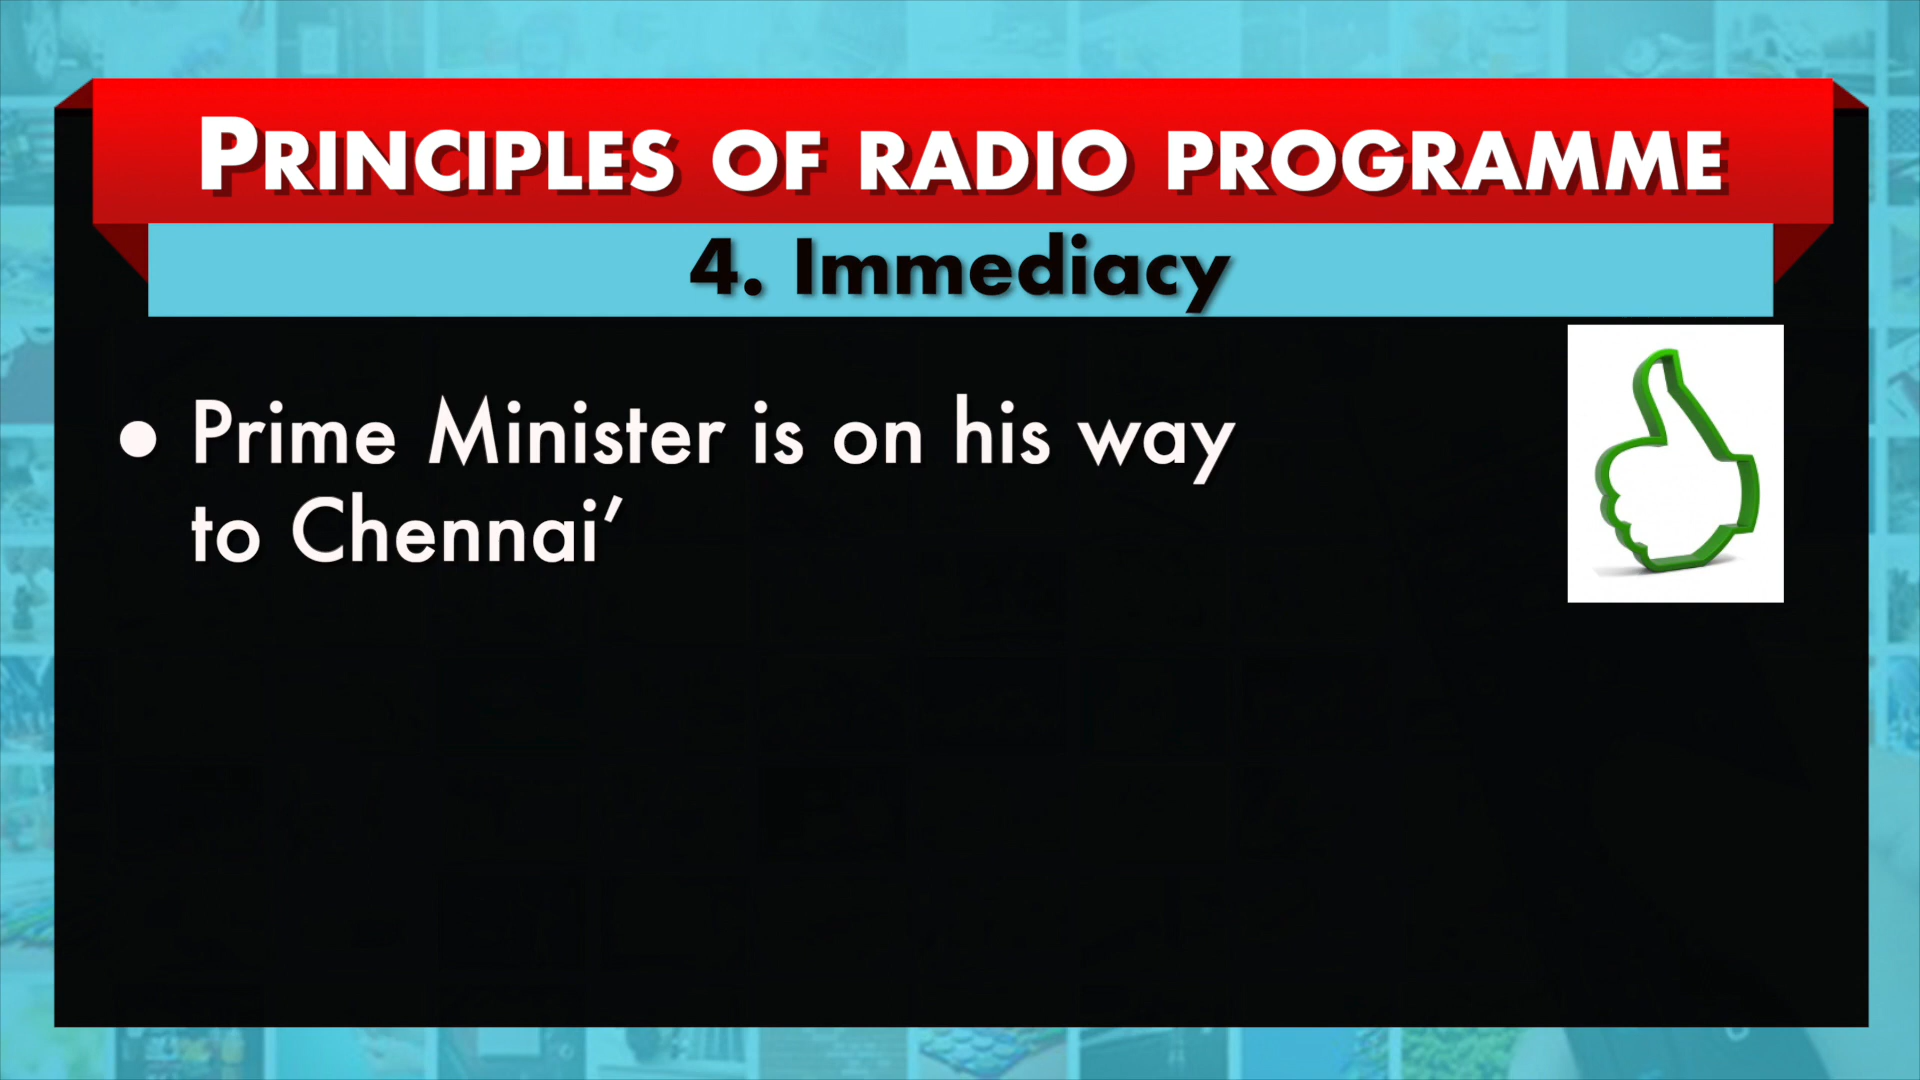 PRINCIPLES OF RADIO PROGRAMME
4. Immediacy
● Prime Minister is on his way
to Chennai’